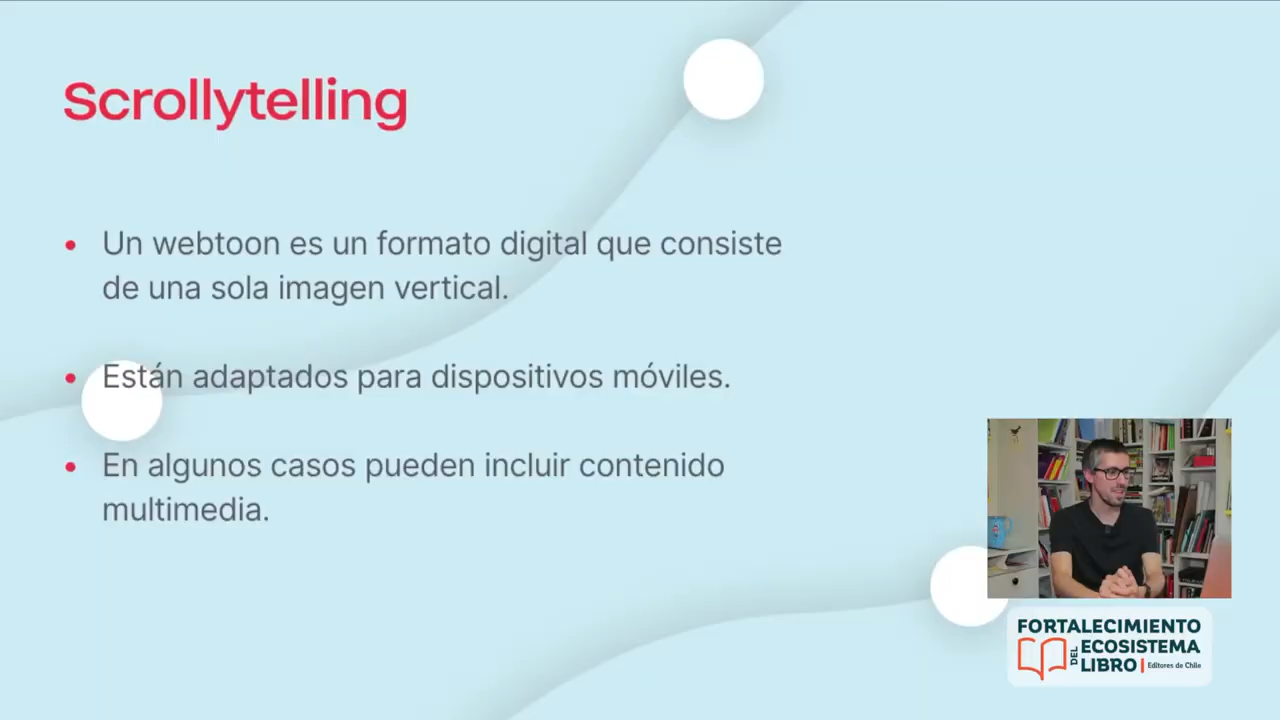 Scrollytelling
• Un webtoon es un formato digital que consiste
de una sola imagen vertical.
• Están adaptados para dispositivos móviles.
• En algunos casos pueden incluir contenido
multimedia.
FORTALECIMIENTO
DEL ECOSISTEMA
LIBRO | Editores de Chile